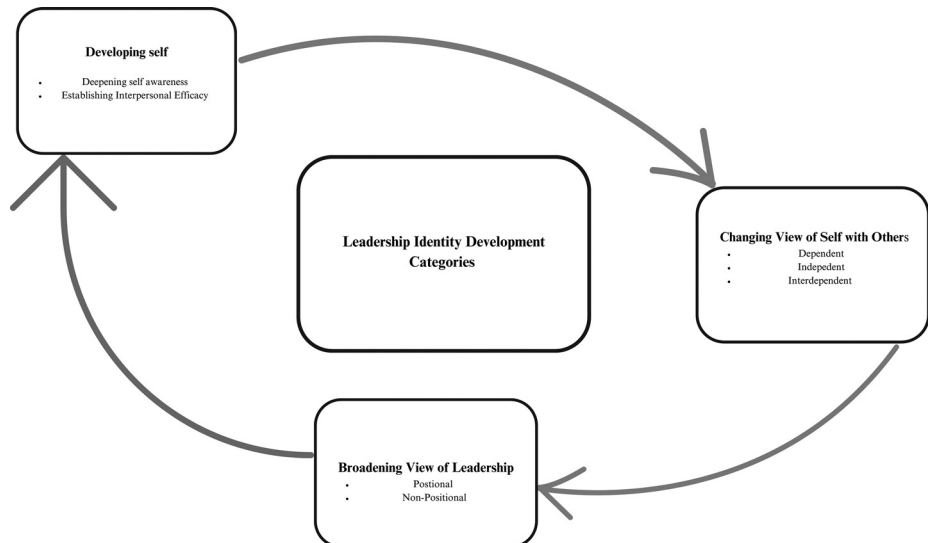 Developing self
• Deepening self awareness
• Establishing Interpersonal Efficacy
Leadership Identity Development
Categories
Changing View of Self with Others
• Dependent
• Indepedent
• Interdependent
Broadening View of Leadership
• Postional
• Non-Positional